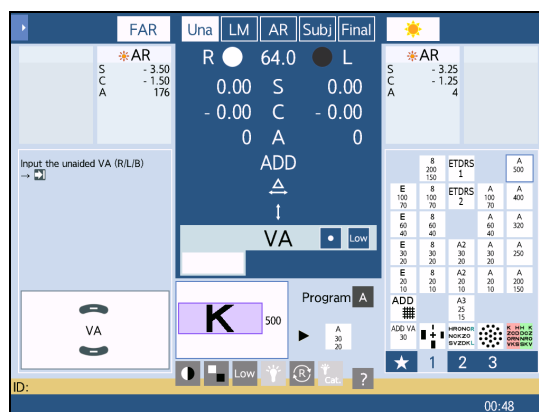 FAR
Una LM AR Subj Final
AR
S - 3.50
C - 1.50
A 176
R 64.0 L
0.00 S 0.00
- 0.00 C - 0.00
0 A 0
ADD
VA Low
AR
S - 3.25
C - 1.25
A 4
Input the unaided VA (R/L/B)
→
VA
K 500
Program A
A
30
20
Low
R
Cat.
?
8
200
150
ETDRS
1
A
500
E
100
70
8
100
70
ETDRS
2
A
100
70
A
400
E
60
40
8
60
40
A
60
40
A
320
E
30
20
8
30
20
A2
30
20
A
30
20
A
250
E
20
10
8
20
10
A2
20
10
A
20
10
A
200
150
ADD
A3
25
15
ADD VA
30
HRONCR
NCKZO
SVZDKL
K HH K
ZCDOCZ
ORNNRO
VKSSKV
1 2 3
ID:
00:48